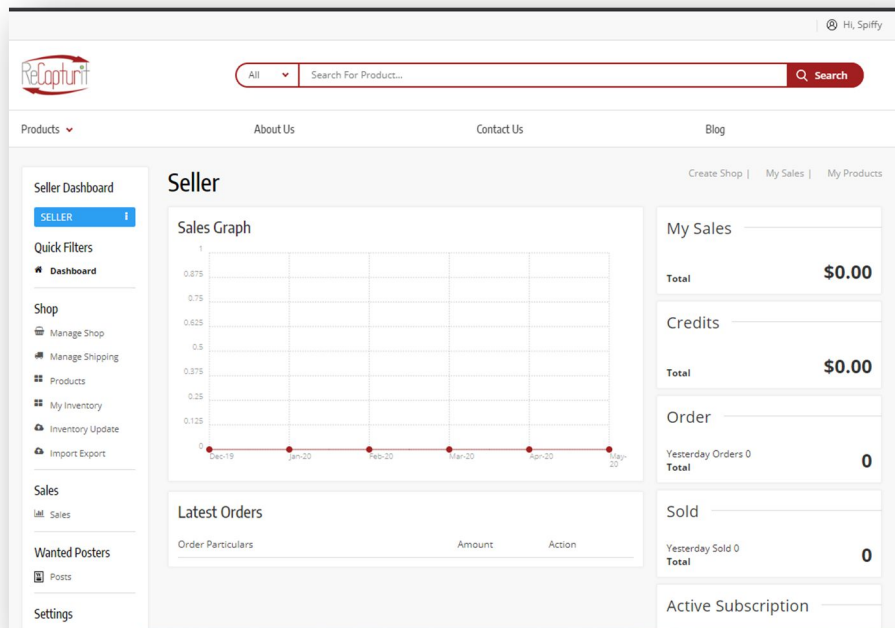 Hi, Spiffy
ReCapturit
All
Search For Product...
Search
Products
About Us
Contact Us
Blog
Seller Dashboard
SELLER
Quick Filters
Dashboard
Shop
Manage Shop
Manage Shipping
Products
My Inventory
Inventory Update
Import Export
Sales
Sales
Wanted Posters
Posts
Settings
Seller
Create Shop | My Sales | My Products
Sales Graph
1
0.875
0.75
0.625
0.5
0.375
0.25
0.125
0
Dec-19 Jan-20 Feb-20 Mar-20 Apr-20 May-
20
Latest Orders
Order Particulars Amount Action
My Sales
Total $0.00
Credits
Total $0.00
Order
Yesterday Orders 0
Total 0
Sold
Yesterday Sold 0
Total 0
Active Subscription